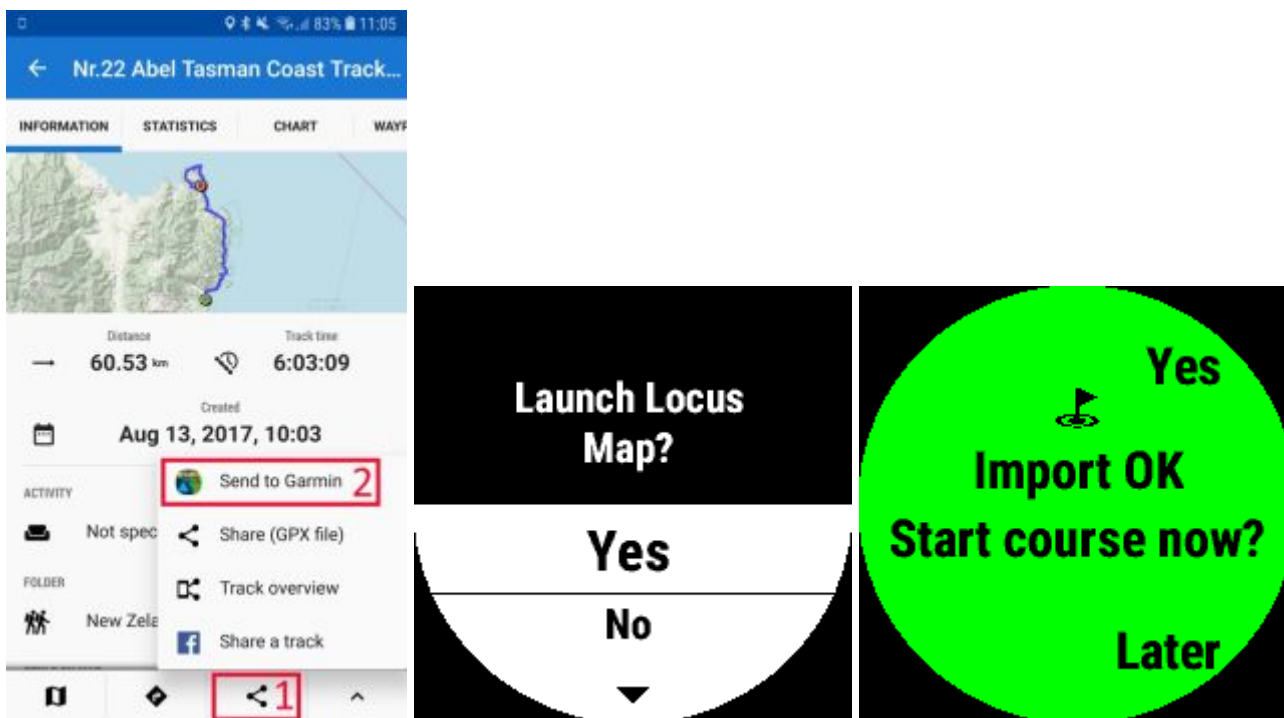 83% 11:05
Nr.22 Abel Tasman Coast Track...
INFORMATION STATISTICS CHART
Distance
60.53 km
Track time
6:03:09
Created
Aug 13, 2017, 10:03
ACTIVITY
Not spec
FOLDER
New Zela
Send to Garmin 2
Share (GPX file)
Track overview
Share a track
1
Launch Locus
Map?
Yes
No
Yes
Import OK
Start course now?
Later